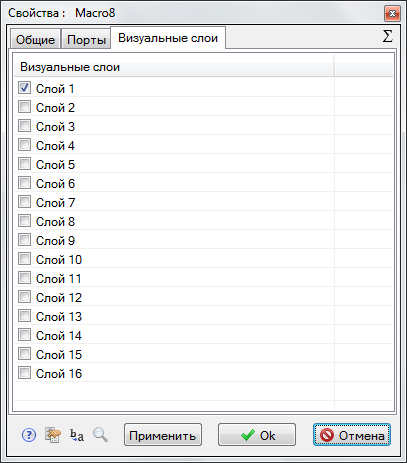 Свойства : Macro8
Общие Порты Визуальные слои Σ
Визуальные слои
Слой 1
Слой 2
Слой 3
Слой 4
Слой 5
Слой 6
Слой 7
Слой 8
Слой 9
Слой 10
Слой 11
Слой 12
Слой 13
Слой 14
Слой 15
Слой 16
? b a Применить Ok Отмена